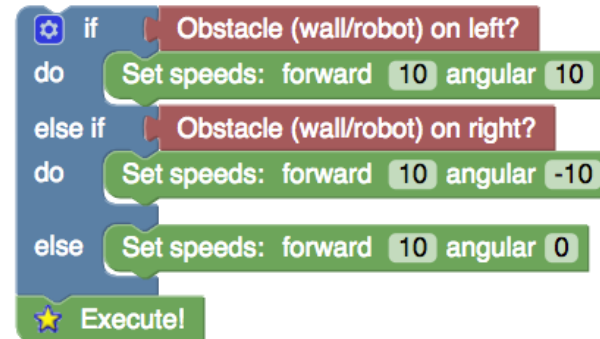 if Obstacle (wall/robot) on left?
do Set speeds: forward 10 angular 10
else if Obstacle (wall/robot) on right?
do Set speeds: forward 10 angular -10
else Set speeds: forward 10 angular 0
Execute!